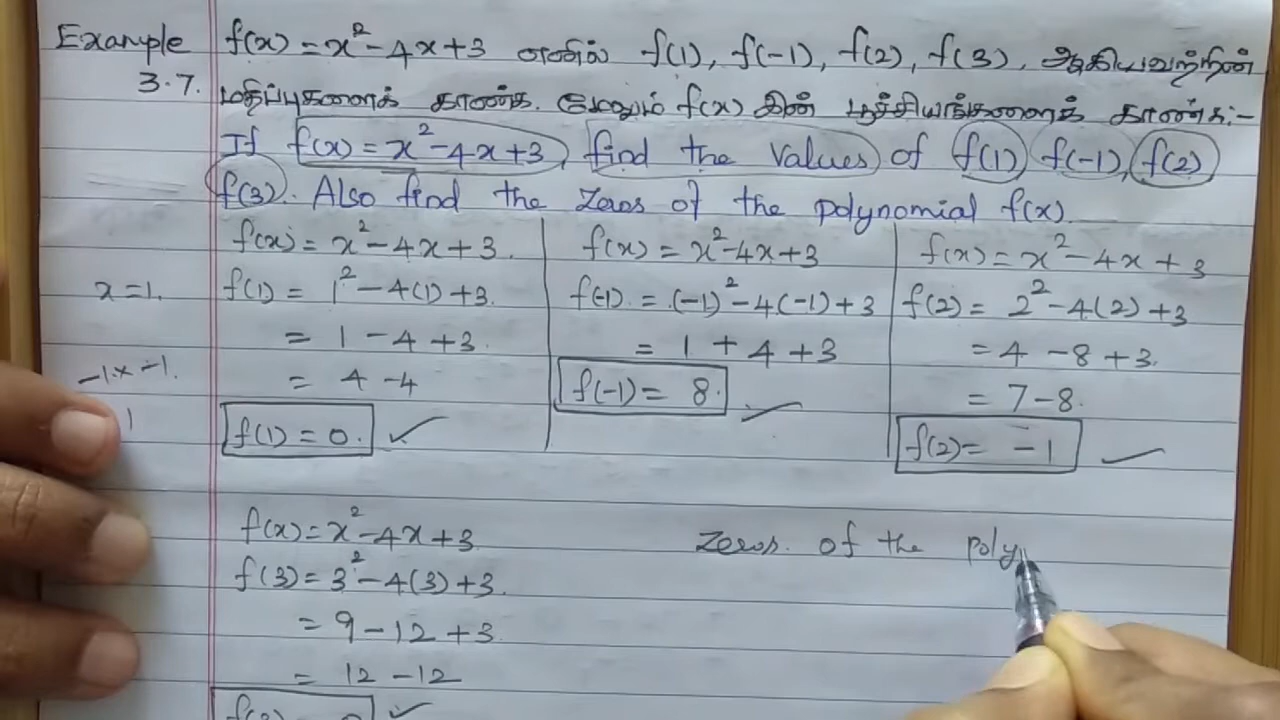 Example f(x) = x² - 4x + 3 எனில் f(1), f(-1), f(2), f(3), ஆகியவற்றின்
3.7. மதிப்புகளைக் காண்க. மேலும் f(x) இன் பூச்சியங்களைக் காண்க:-
If f(x) = x² - 4x + 3, find the values of f(1) f(-1), f(2)
f(3). Also find the zeros of the polynomial f(x).
f(x) = x² - 4x + 3.
x = 1. f(1) = 1² - 4(1) + 3.
= 1 - 4 + 3.
-1 x -1. = 4 - 4
1 f(1) = 0. ✓
f(x) = x² - 4x + 3
f(-1) = (-1)² - 4(-1) + 3
= 1 + 4 + 3
f(-1) = 8.
f(x) = x² - 4x + 3
f(2) = 2² - 4(2) + 3
= 4 - 8 + 3.
= 7 - 8.
f(2) = -1
f(x) = x² - 4x + 3
f(3) = 3² - 4(3) + 3.
= 9 - 12 + 3.
= 12 - 12
Zeros. of the poly